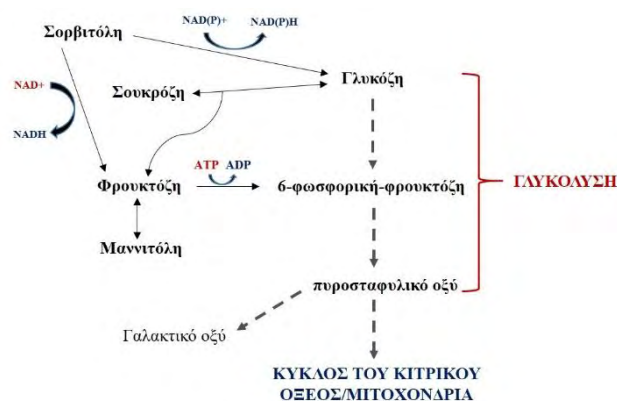 NAD(P)+ NAD(P)H
Σορβιτόλη
Γλυκόζη
NAD+
Σουκρόζη
NADH
ATP ADP
Φρουκτόζη
6-φωσφορική-φρουκτόζη
ΓΛΥΚΟΛΥΣΗ
Μαννιτόλη
πυροσταφυλικό οξύ
Γαλακτικό οξύ
ΚΥΚΛΟΣ ΤΟΥ ΚΙΤΡΙΚΟΥ
ΟΞΕΟΣ/ΜΙΤΟΧΟΝΔΡΙΑ